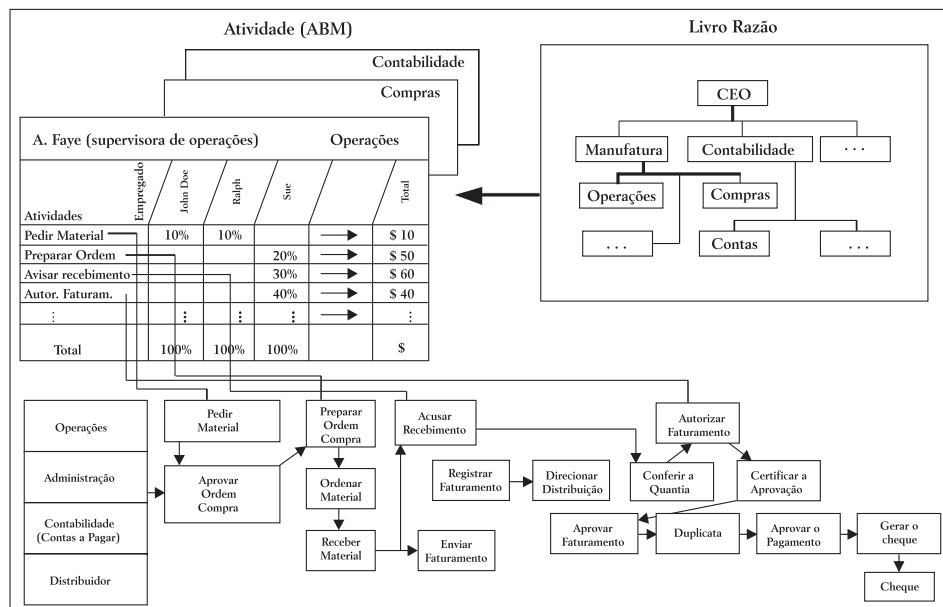 Atividade (ABM)
Livro Razão
Contabilidade
Compras
A. Faye (supervisora de operações)
Operações
Atividades
Empregado
John Doe
Ralph
Sue
Total
Pedir Material
10%
10%
$ 10
Preparar Ordem
20%
$ 50
Avisar recebimento
30%
$ 60
Autor. Faturam.
40%
$ 40
Total
100%
100%
100%
$
CEO
Manufatura
Contabilidade
. . .
Operações
Compras
. . .
Contas
. . .
Operações
Administração
Contabilidade
(Contas a Pagar)
Distribuidor
Pedir
Material
Aprovar
Ordem
Compra
Preparar
Ordem
Compra
Ordenar
Material
Receber
Material
Acusar
Recebimento
Enviar
Faturamento
Registrar
Faturamento
Direcionar
Distribuição
Conferir a
Quantia
Autorizar
Faturamento
Certificar a
Aprovação
Aprovar
Faturamento
Duplicata
Aprovar o
Pagamento
Gerar o
cheque
Cheque